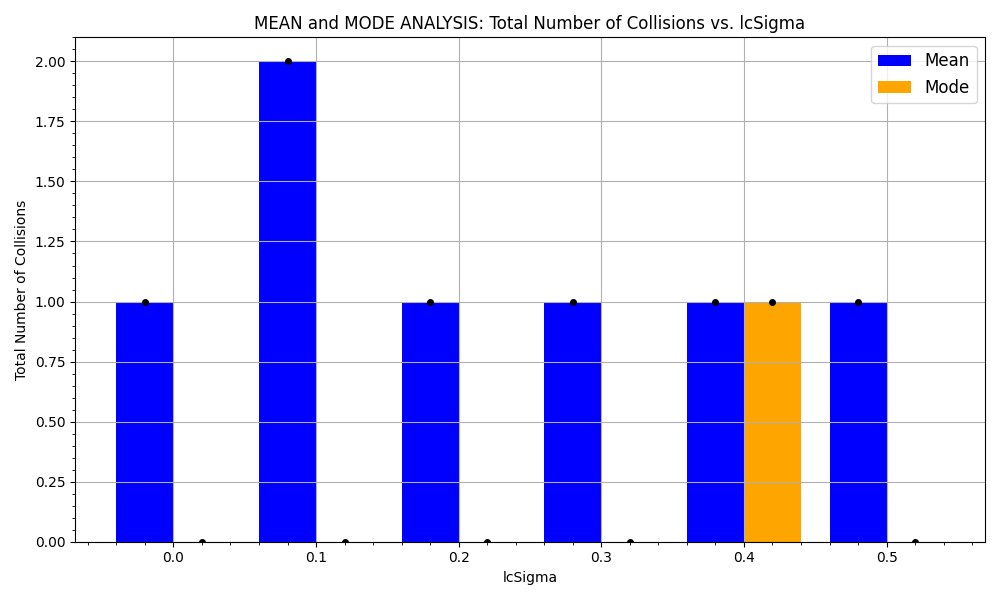 MEAN and MODE ANALYSIS: Total Number of Collisions vs. lcSigma
Mean
Mode
Total Number of Collisions
2.00
1.75
1.50
1.25
1.00
0.75
0.50
0.25
0.00
0.0 0.1 0.2 0.3 0.4 0.5
lcSigma